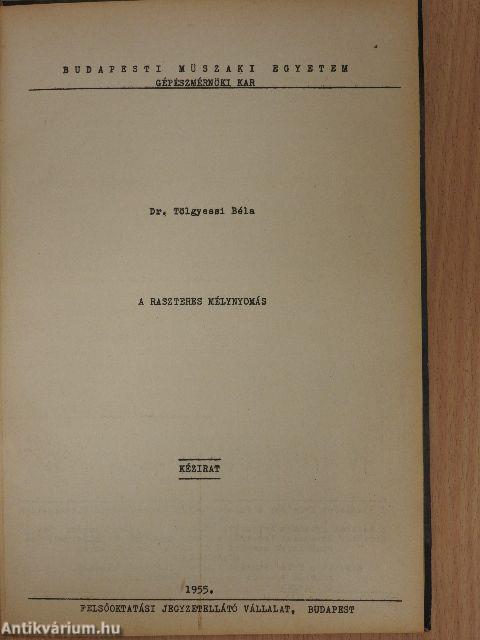 BUDAPESTI MŰSZAKI EGYETEM
GÉPÉSZMÉRNÖKI KAR
Dr. Tölgyessi Béla
A RASZTERES MÉLYNYOMÁS
KÉZIRAT
1955.
FELSŐOKTATÁSI JEGYZETELLÁTÓ VÁLLALAT, BUDAPEST
Antikvárium.hu